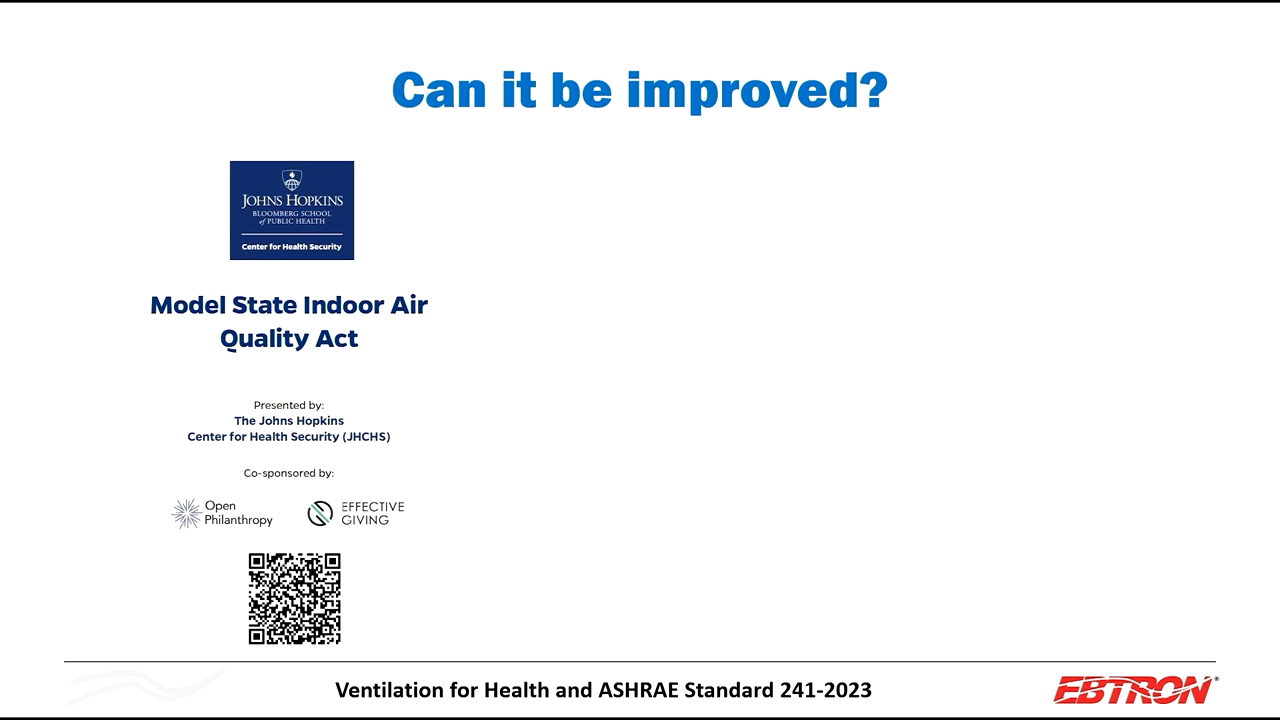 Can it be improved?
JOHNS HOPKINS
BLOOMBERG SCHOOL
of PUBLIC HEALTH
Center for Health Security
Model State Indoor Air
Quality Act
Presented by:
The Johns Hopkins
Center for Health Security (JHCHS)
Co-sponsored by:
Open
Philanthropy
EFFECTIVE
GIVING
Ventilation for Health and ASHRAE Standard 241-2023
EBTRON®